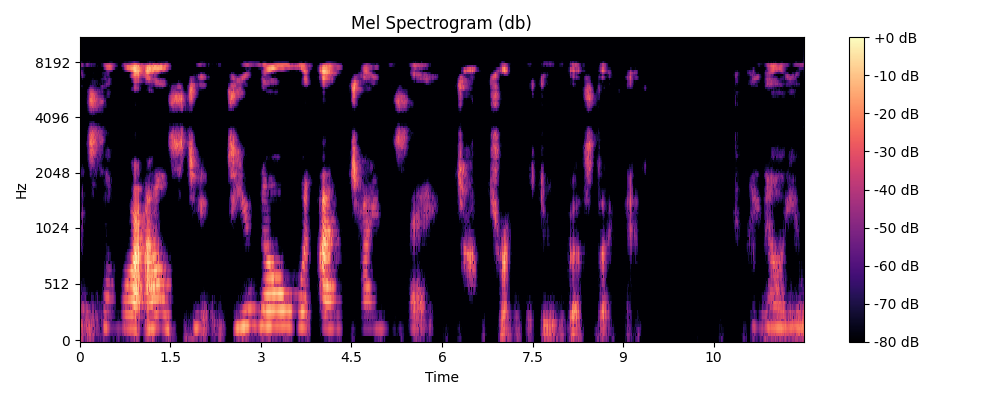 Mel Spectrogram (db)
+0 dB
8192
-10 dB
4096
-20 dB
-30 dB
Hz
2048
-40 dB
1024
-50 dB
-60 dB
512
-70 dB
0
-80 dB
0 1.5 3 4.5 6 7.5 9 10
Time